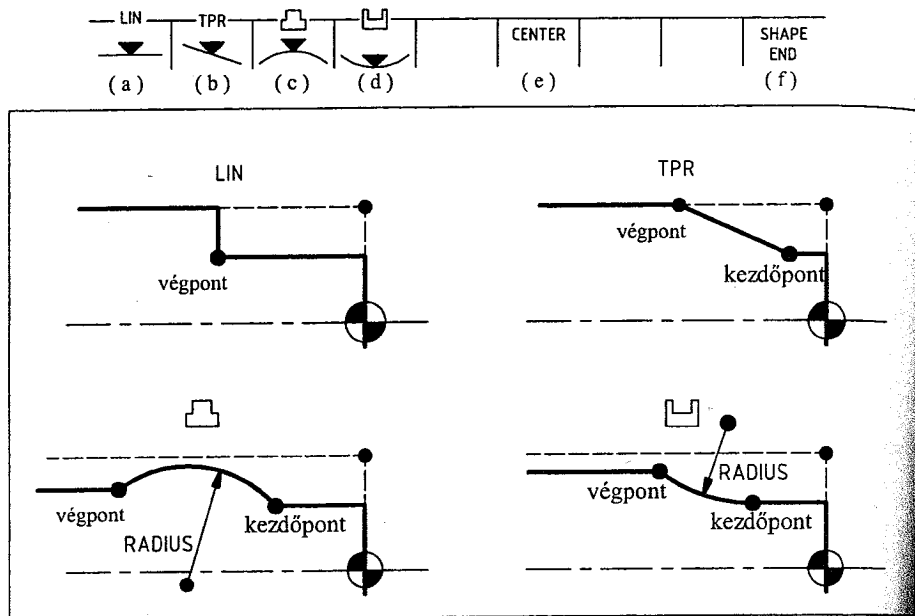 LIN TPR CENTER SHAPE
END
(a) (b) (c) (d) (e) (f)
LIN TPR
végpont végpont kezdőpont
végpont kezdőpont RADIUS
végpont RADIUS kezdőpont